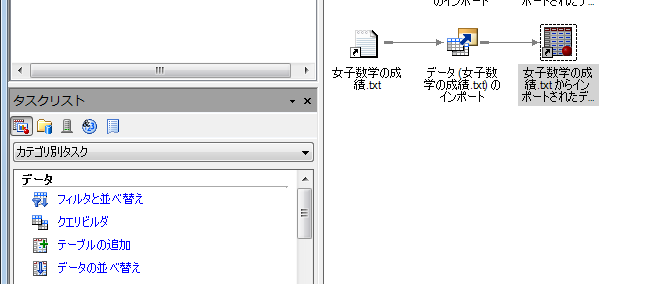 のインポート
ポートされたデ...
女子数学の成
績.txt
データ (女子数
学の成績.txt) の
インポート
女子数学の成
績.txt からイン
ポートされたデ...
タスクリスト
カテゴリ別タスク
データ
フィルタと並べ替え
クエリビルダ
テーブルの追加
データの並べ替え